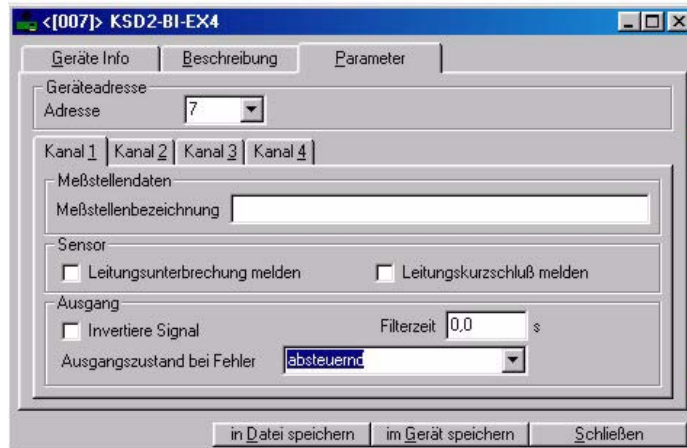 <[007]> KSD2-BI-EX4
Geräte Info Beschreibung Parameter
Geräteadresse
Adresse 7
Kanal 1 Kanal 2 Kanal 3 Kanal 4
Meßstellendaten
Meßstellenbezeichnung
Sensor
Leitungsunterbrechung melden Leitungskurzschluß melden
Ausgang
Invertiere Signal Filterzeit 0,0 s
Ausgangszustand bei Fehler absteuernd
in Datei speichern im Gerät speichern Schließen